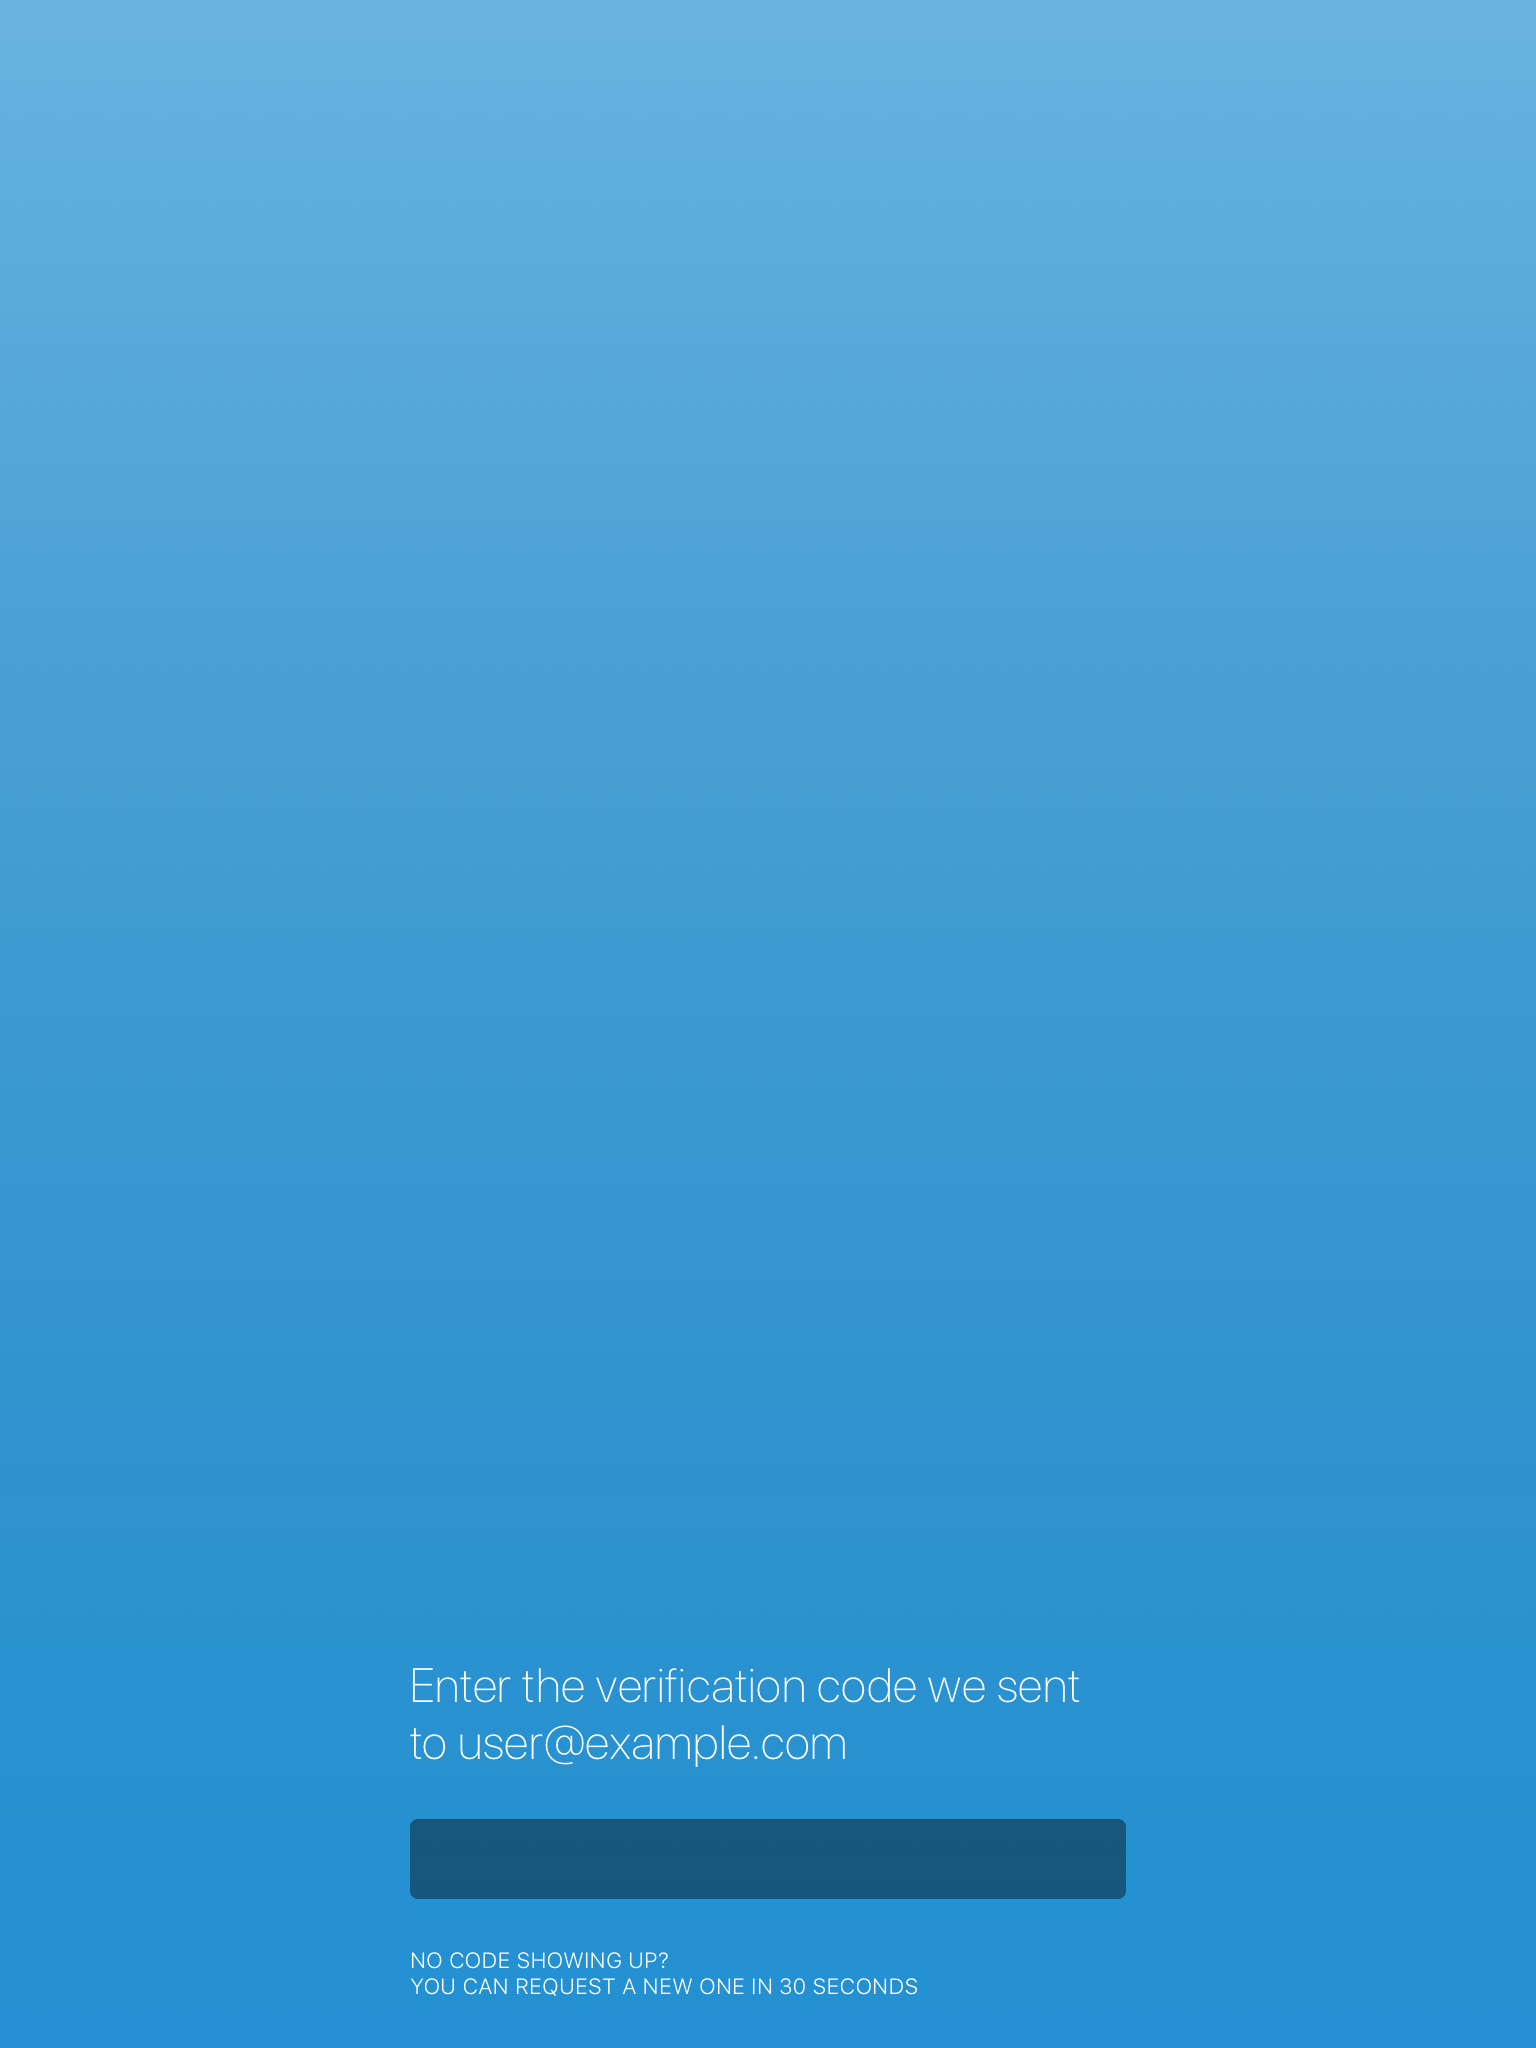 Enter the verification code we sent
to user@example.com
NO CODE SHOWING UP?
YOU CAN REQUEST A NEW ONE IN 30 SECONDS